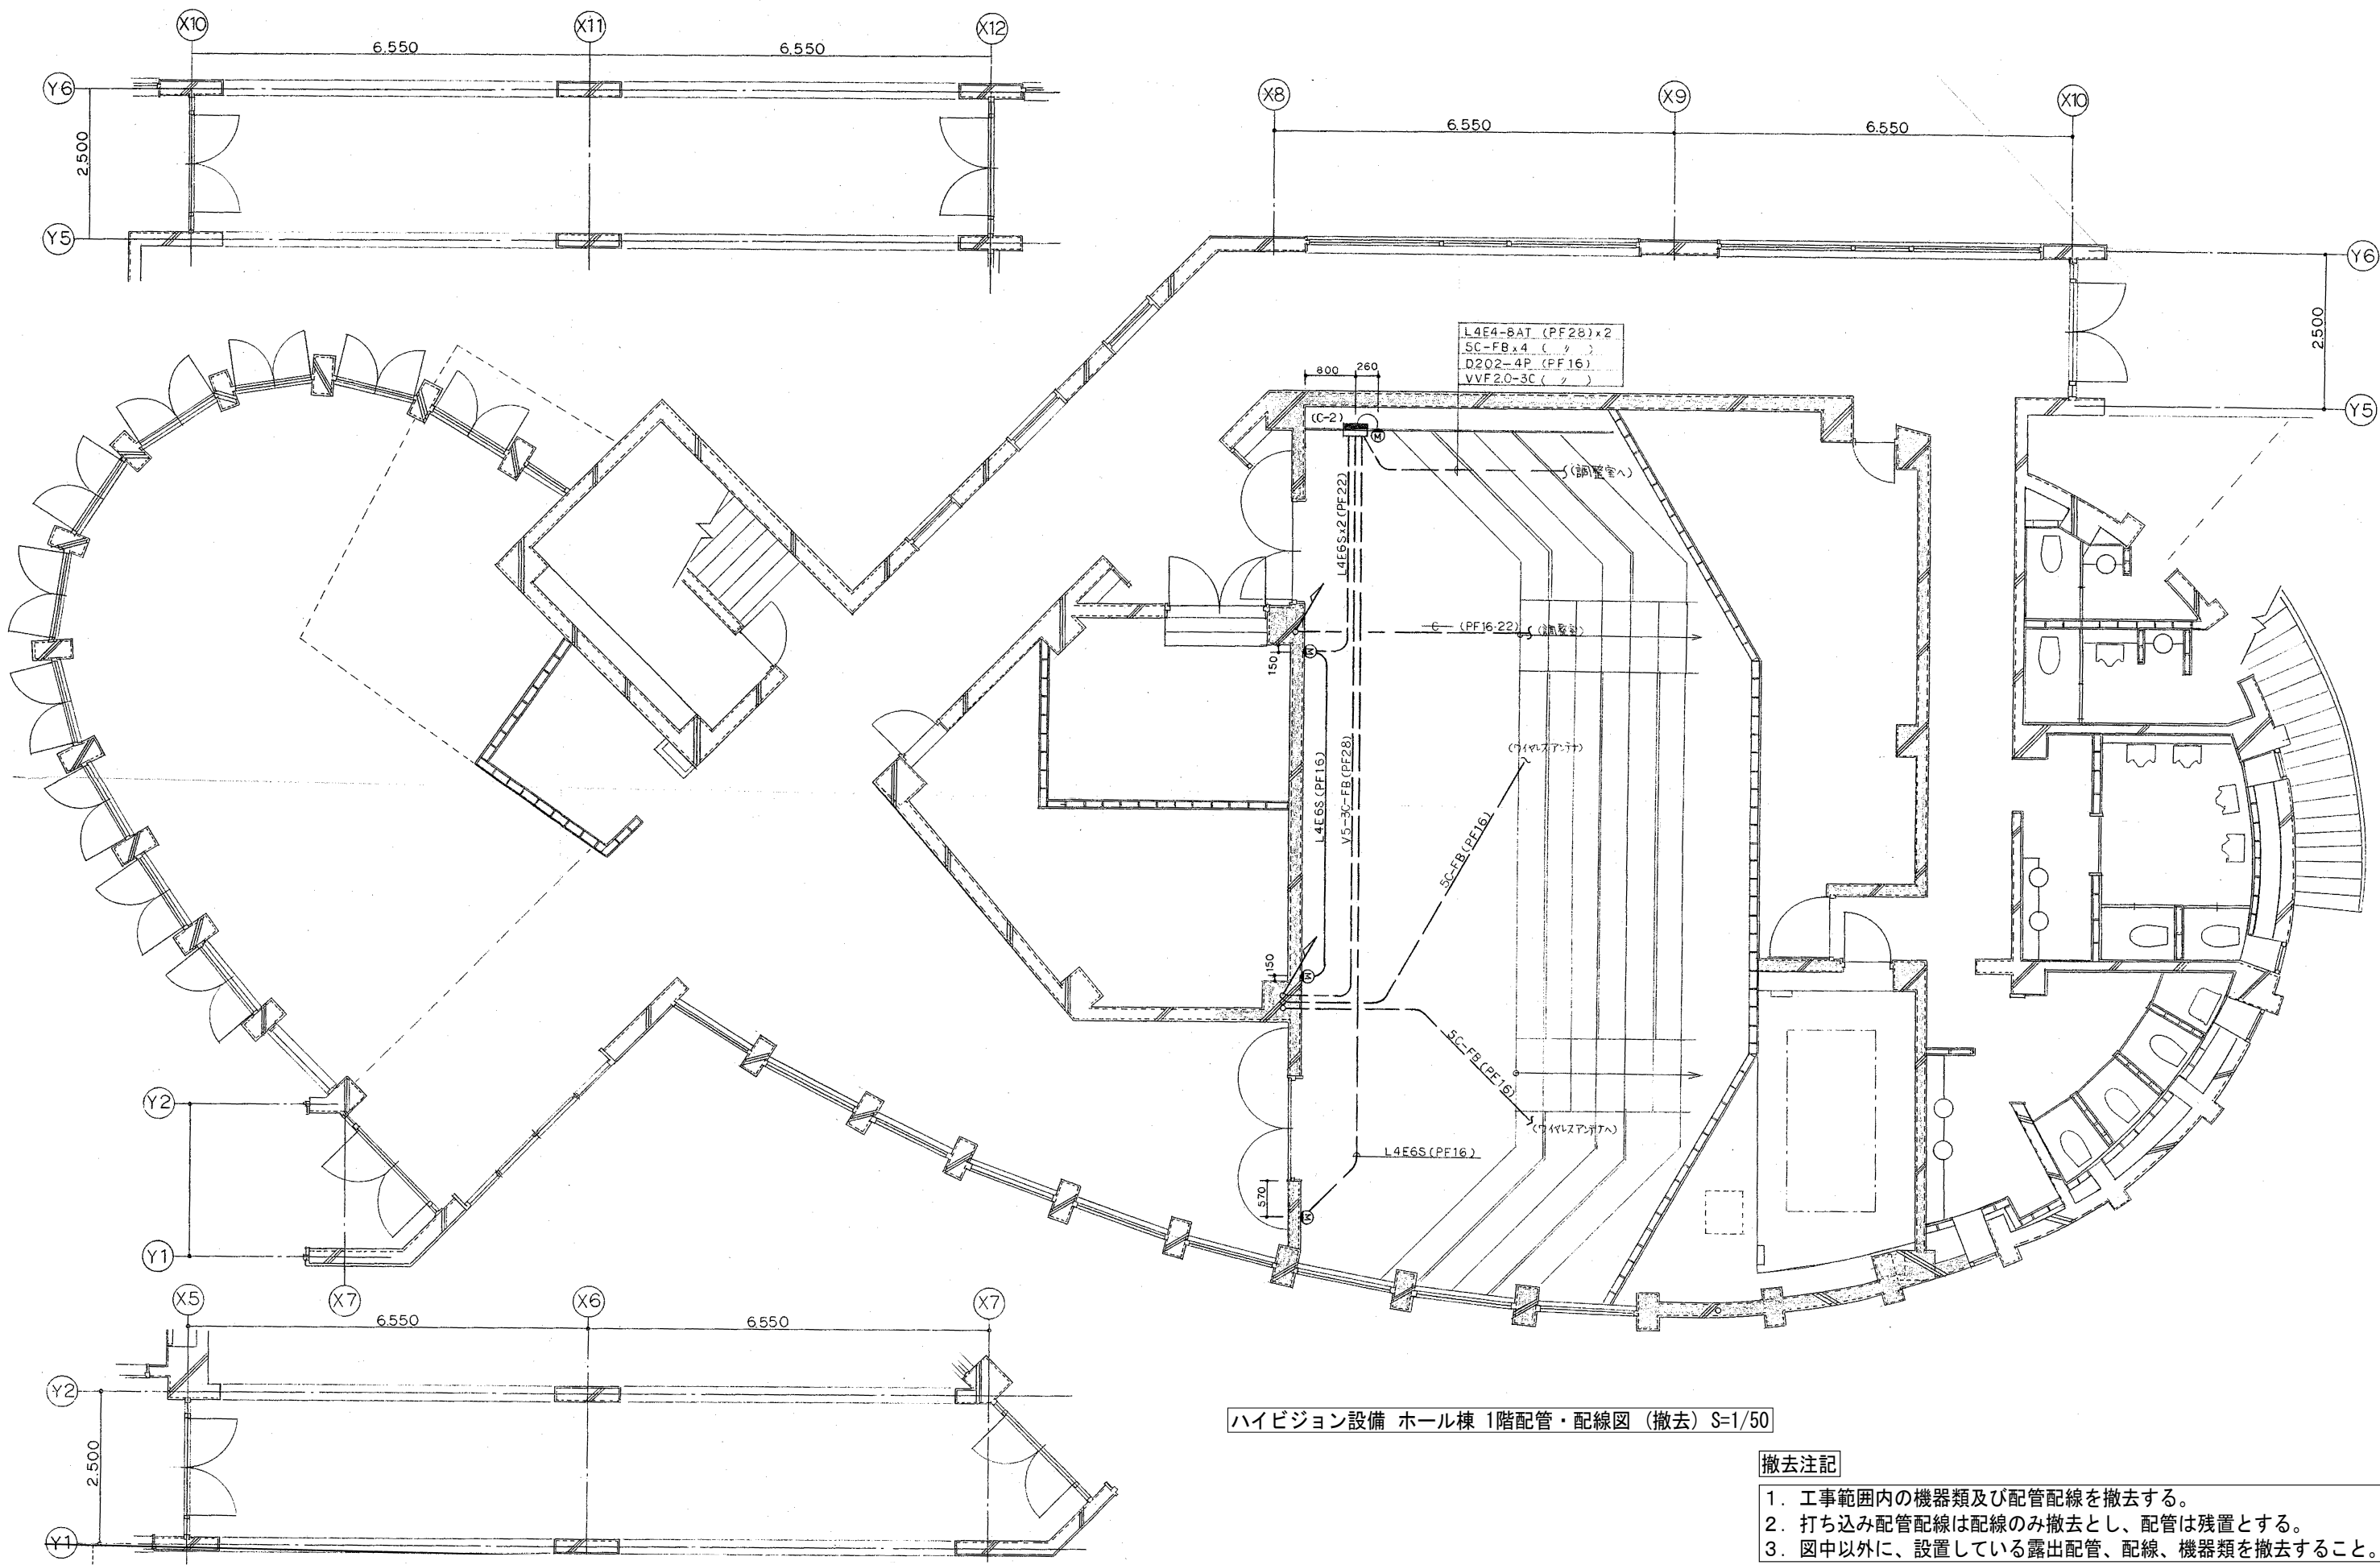 X10
X11
X12
6.550
6.550
Y6
2.500
Y5
X8
X9
X10
6.550
6.550
Y6
2.500
Y5
L4E4-8AT (PF28)×2
5C-FB×4 ( 〃 )
D202-4P (PF16)
VVF2.0-3C ( 〃 )
800
260
(C-2)
M
(調整室へ)
L4E6S×2(PF22)
C (PF16・22)
(調整室)
M
150
(ワイヤレスアンテナ)
L4E6S(PF16)
V5-3C-FB(PF28)
5C-FB(PF16)
150
M
5C-FB(PF16)
(ワイヤレスアンテナへ)
L4E6S(PF16)
570
M
Y2
Y1
X7
X5
X6
X7
6.550
6.550
Y2
2.500
Y1
ハイビジョン設備 ホール棟 1階配管・配線図 (撤去) S=1/50
撤去注記
1. 工事範囲内の機器類及び配管配線を撤去する。
2. 打ち込み配管配線は配線のみ撤去とし、配管は残置とする。
3. 図中以外に、設置している露出配管、配線、機器類を撤去すること。